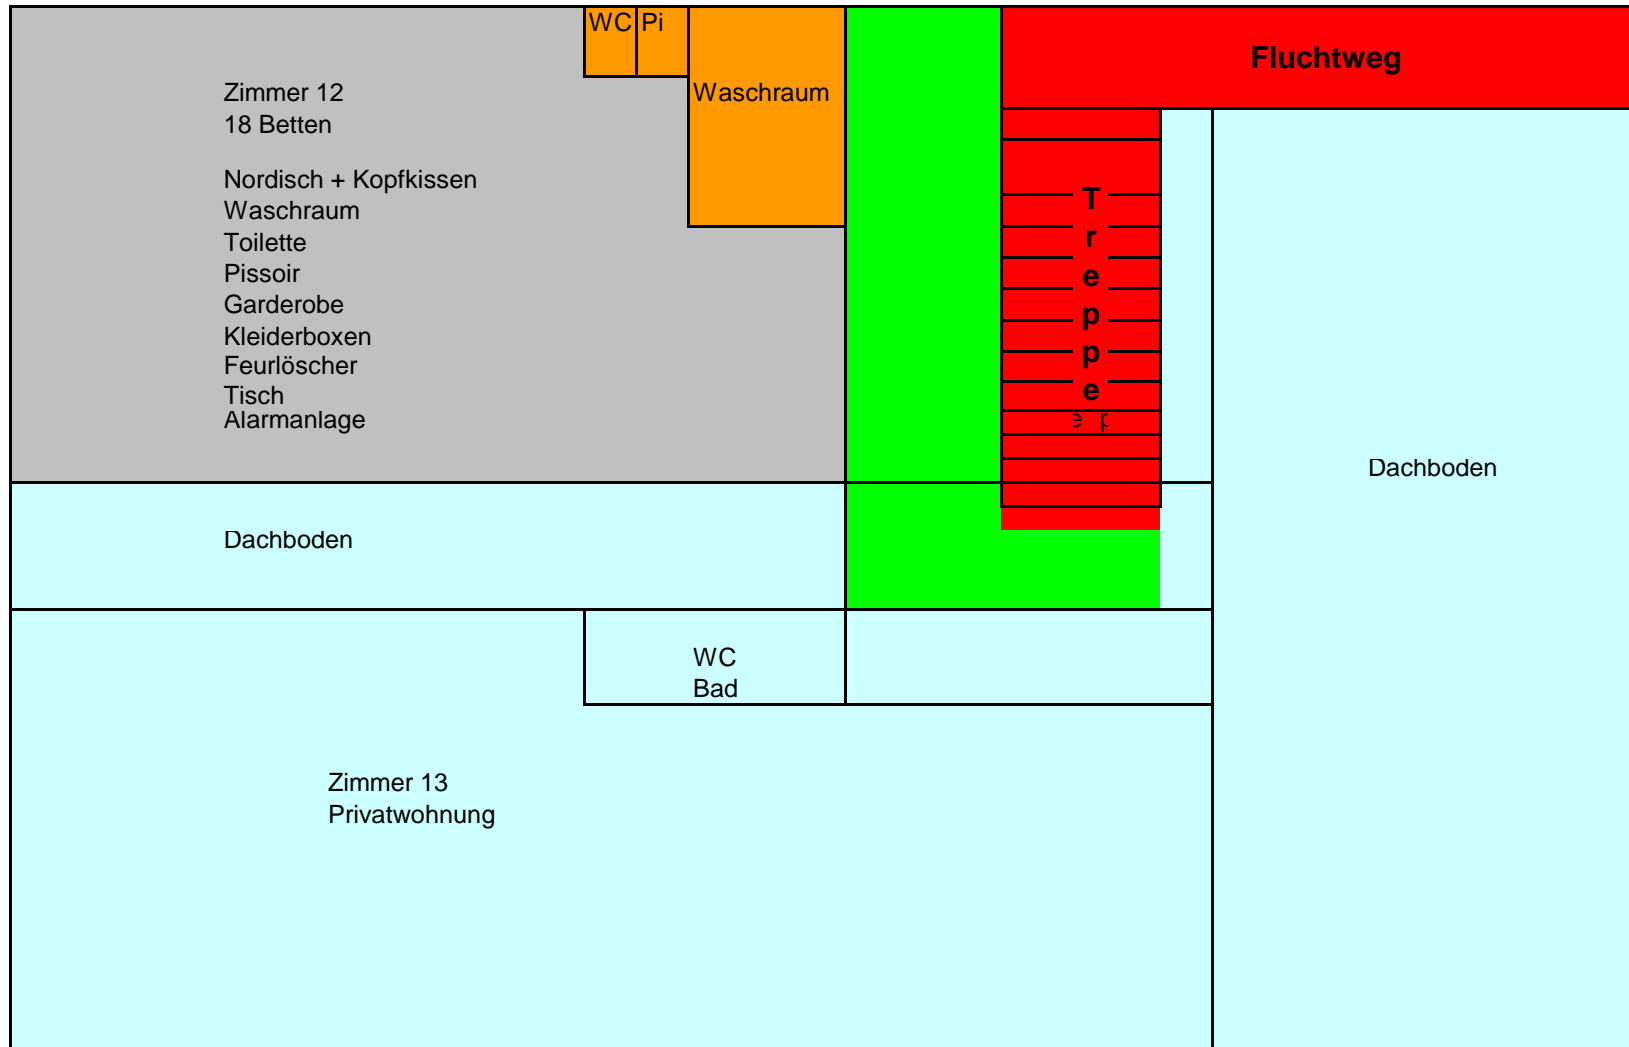 WC Pi
Fluchtweg
Zimmer 12
Waschraum
18 Betten
Nordisch + Kopfkissen
Waschraum
Toilette
Pissoir
Garderobe
Kleiderboxen
Feurlöscher
Tisch
Alarmanlage
T
r
e
p
p
e
Dachboden
Dachboden
WC
Bad
Zimmer 13
Privatwohnung